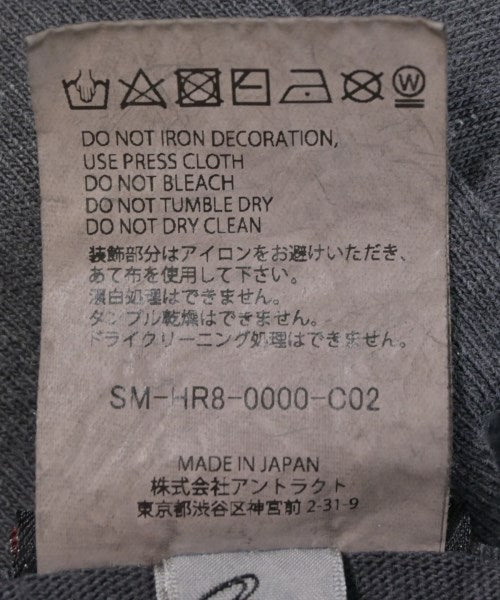 W
DO NOT IRON DECORATION,
USE PRESS CLOTH
DO NOT BLEACH
DO NOT TUMBLE DRY
DO NOT DRY CLEAN
装飾部分はアイロンをお避けいただき、
あて布を使用して下さい。
漂白処理はできません。
タンブル乾燥はできません。
ドライクリーニング処理はできません。
SM-HR8-0000-C02
MADE IN JAPAN
株式会社アントラクト
東京都渋谷区神宮前 2-31-9